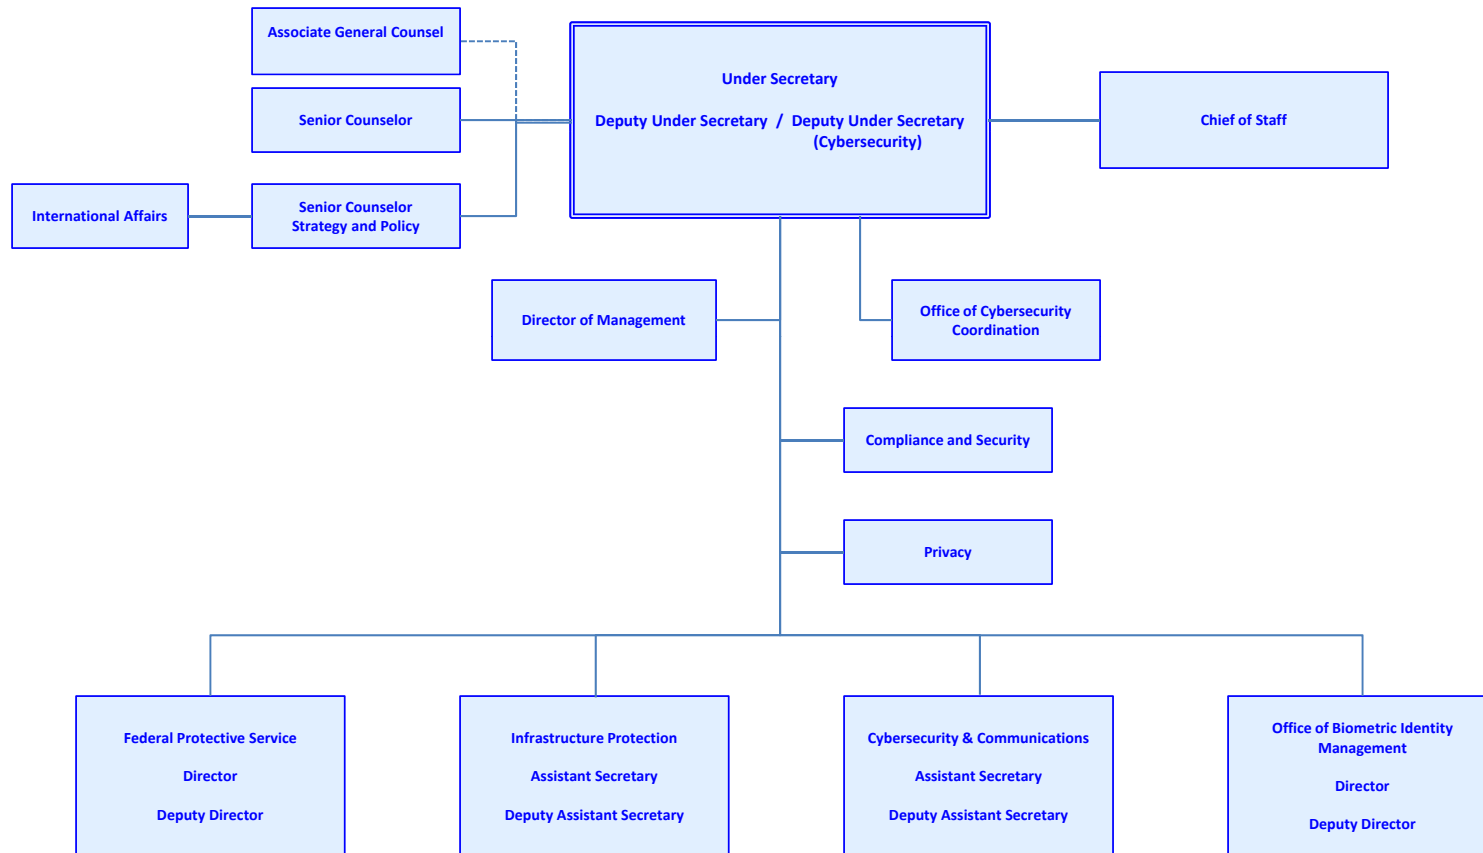 Associate General Counsel
Under Secretary
Deputy Under Secretary / Deputy Under Secretary
(Cybersecurity)
Senior Counselor
Chief of Staff
International Affairs
Senior Counselor
Strategy and Policy
Director of Management
Office of Cybersecurity
Coordination
Compliance and Security
Privacy
Federal Protective Service
Director
Deputy Director
Infrastructure Protection
Assistant Secretary
Deputy Assistant Secretary
Cybersecurity & Communications
Assistant Secretary
Deputy Assistant Secretary
Office of Biometric Identity
Management
Director
Deputy Director